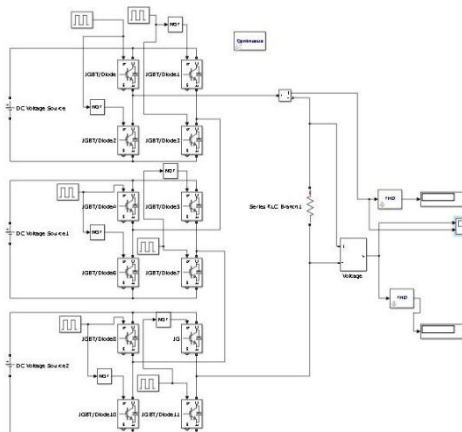 NOT
NOT
Continuous
IGBT/Diode
IGBT/Diode1
NOT
DC Voltage Source
IGBT/Diode2
IGBT/Diode3
NOT
IGBT/Diode4
IGBT/Diode5
Series RLC Branch1
THD
DC Voltage Source1
NOT
IGBT/Diode6
IGBT/Diode7
Voltage
THD
NOT
IGBT/Diode8
IG
DC Voltage Source2
NOT
IGBT/Diode10
IGBT/Diode11